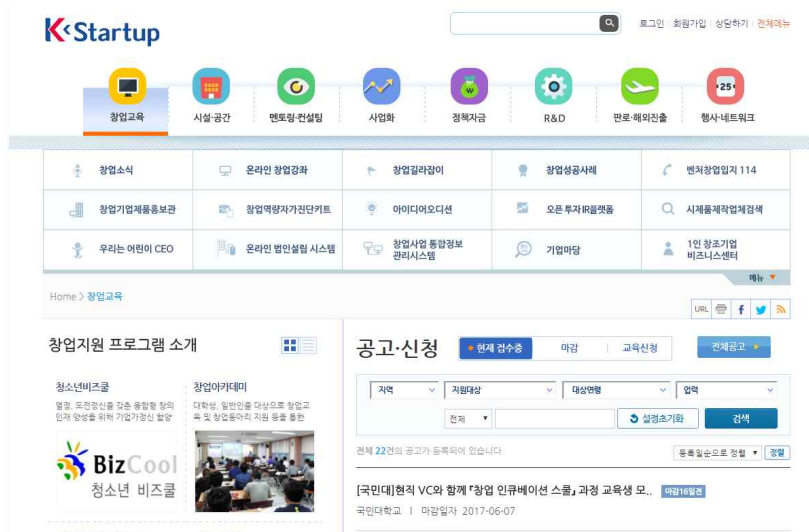 K-Startup
로그인 회원가입 상담하기 전체메뉴
창업교육 시설·공간 멘토링·컨설팅 사업화 정책자금 R&D 판로·해외진출 행사·네트워크
25
창업소식 온라인 창업강좌 창업길라잡이 창업성공사례 벤처창업입지 114
창업기업제품홍보관 창업역량자가진단키트 아이디어오디션 오픈 투자IR플랫폼 시제품제작업체검색
우리는 어린이 CEO 온라인 법인설립 시스템 창업사업 통합정보 관리시스템 기업마당 1인 창조기업 비즈니스센터
메뉴 ▼
Home > 창업교육
URL
창업지원 프로그램 소개
공고·신청 현재 접수중 마감 교육신청 전체공고
청소년비즈쿨 창업아카데미
열정, 도전정신을 갖춘 융합형 창의
인재 양성을 위해 기업가정신 함양
대학생, 일반인을 대상으로 창업교
육 및 창업동아리 지원 등을 통한
BizCool
청소년 비즈쿨
지역 지원대상 대상연령 업력
전체 설정초기화 검색
전체 22건의 공고가 등록되어 있습니다
등록일순으로 정렬 정렬
[국민대]현직 VC와 함께 『창업 인큐베이션 스쿨』 과정 교육생 모.. 마감16일전
국민대학교 | 마감일자 2017-06-07